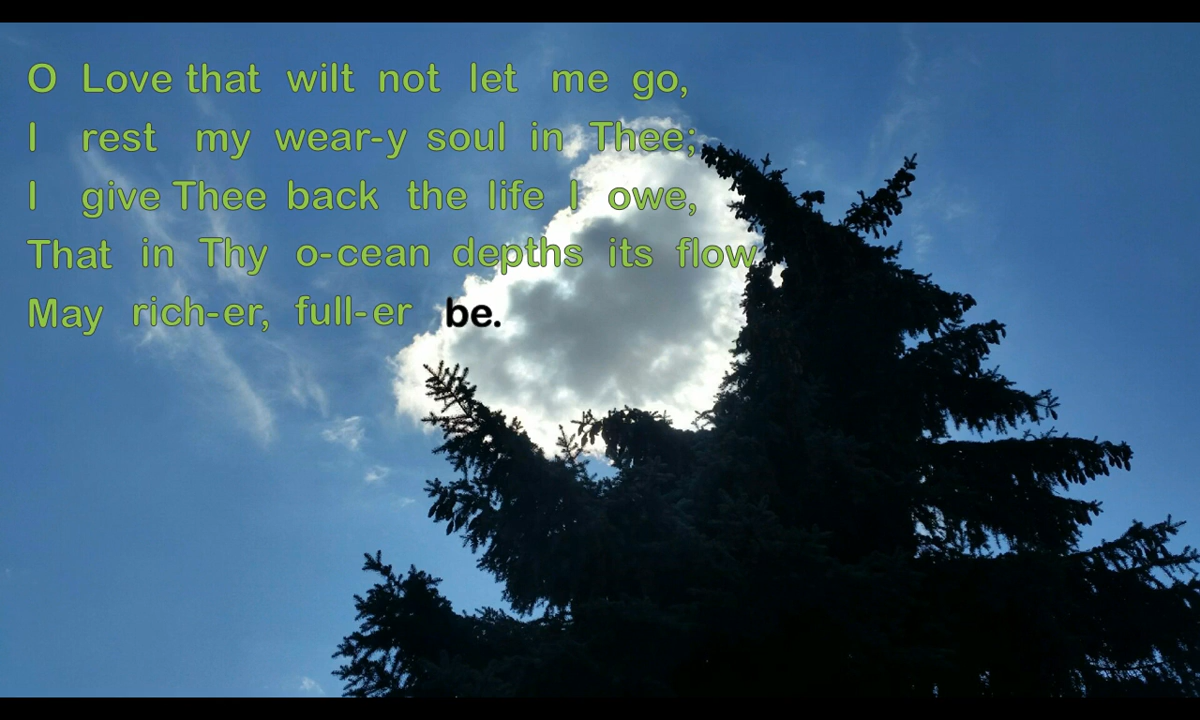 O Love that wilt not let me go,
I rest my wear-y soul in Thee;
I give Thee back the life I owe,
That in Thy o-cean depths its flow
May rich-er, full-er be.